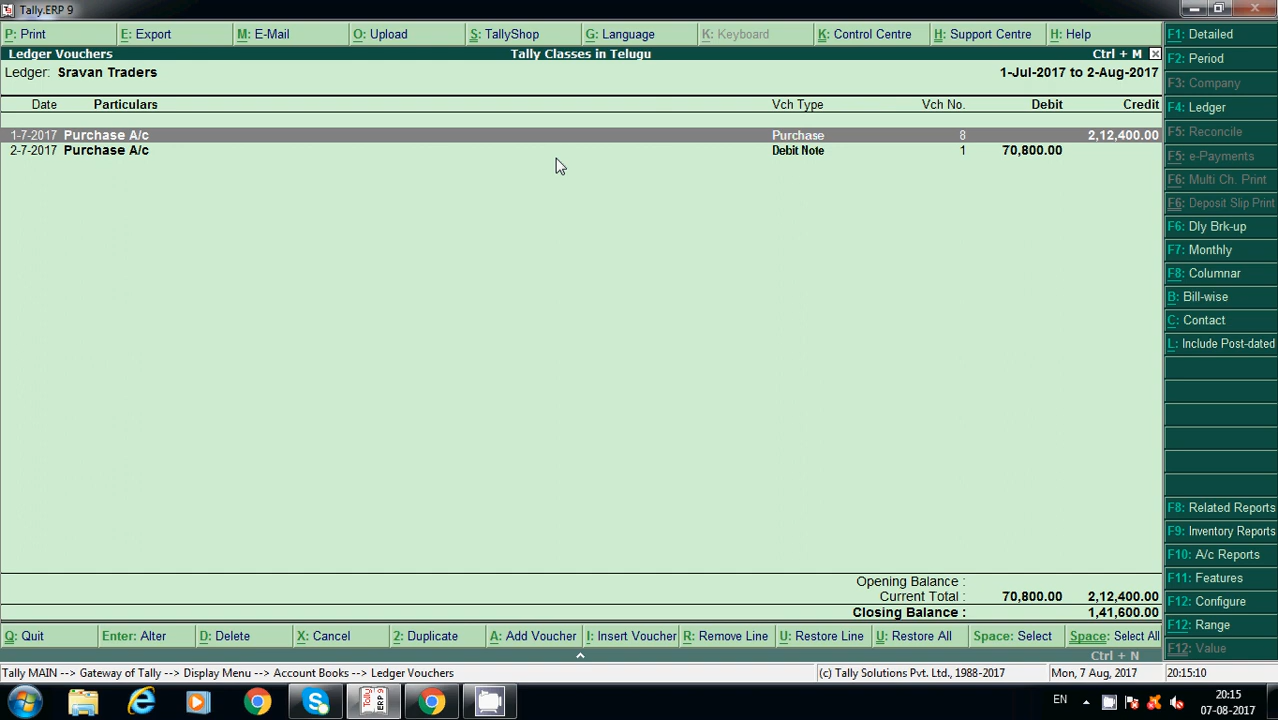 Tally.ERP 9
P: Print E: Export M: E-Mail O: Upload S: TallyShop G: Language K: Keyboard K: Control Centre H: Support Centre H: Help
Ledger Vouchers Tally Classes in Telugu Ctrl + M
Ledger: Sravan Traders 1-Jul-2017 to 2-Aug-2017
Date Particulars Vch Type Vch No. Debit Credit
1-7-2017 Purchase A/c Purchase 8 2,12,400.00
2-7-2017 Purchase A/c Debit Note 1 70,800.00
Opening Balance :
Current Total : 70,800.00 2,12,400.00
Closing Balance : 1,41,600.00
Q: Quit Enter: Alter D: Delete X: Cancel 2: Duplicate A: Add Voucher I: Insert Voucher R: Remove Line U: Restore Line U: Restore All Space: Select Space: Select All
Ctrl + N
F1: Detailed
F2: Period
F3: Company
F4: Ledger
F5: Reconcile
F5: e-Payments
F6: Multi Ch. Print
F6: Deposit Slip Print
F6: Dly Brk-up
F7: Monthly
F8: Columnar
B: Bill-wise
C: Contact
L: Include Post-dated
F8: Related Reports
F9: Inventory Reports
F10: A/c Reports
F11: Features
F12: Configure
F12: Range
F12: Value
Tally MAIN --> Gateway of Tally --> Display Menu --> Account Books --> Ledger Vouchers (c) Tally Solutions Pvt. Ltd., 1988-2017 Mon, 7 Aug, 2017 20:15:10
Tally ERP 9 EN 20:15
07-08-2017